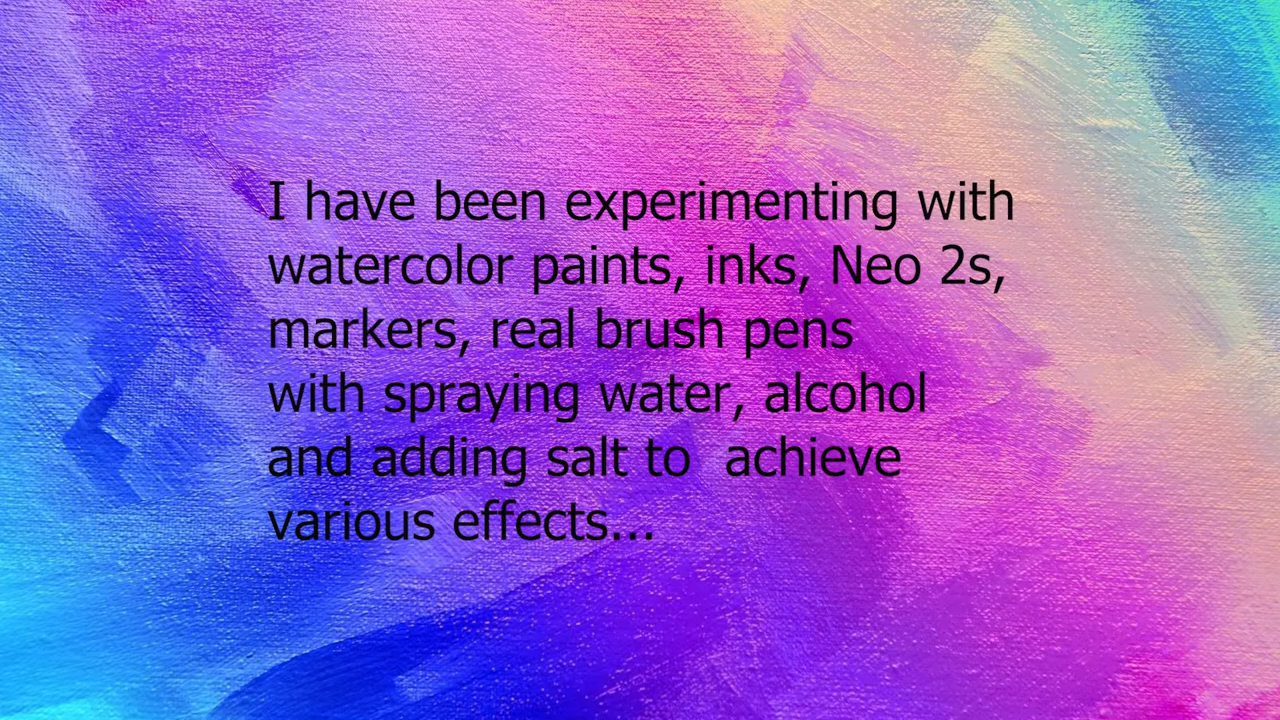 I have been experimenting with
watercolor paints, inks, Neo 2s,
markers, real brush pens
with spraying water, alcohol
and adding salt to  achieve
various effects...